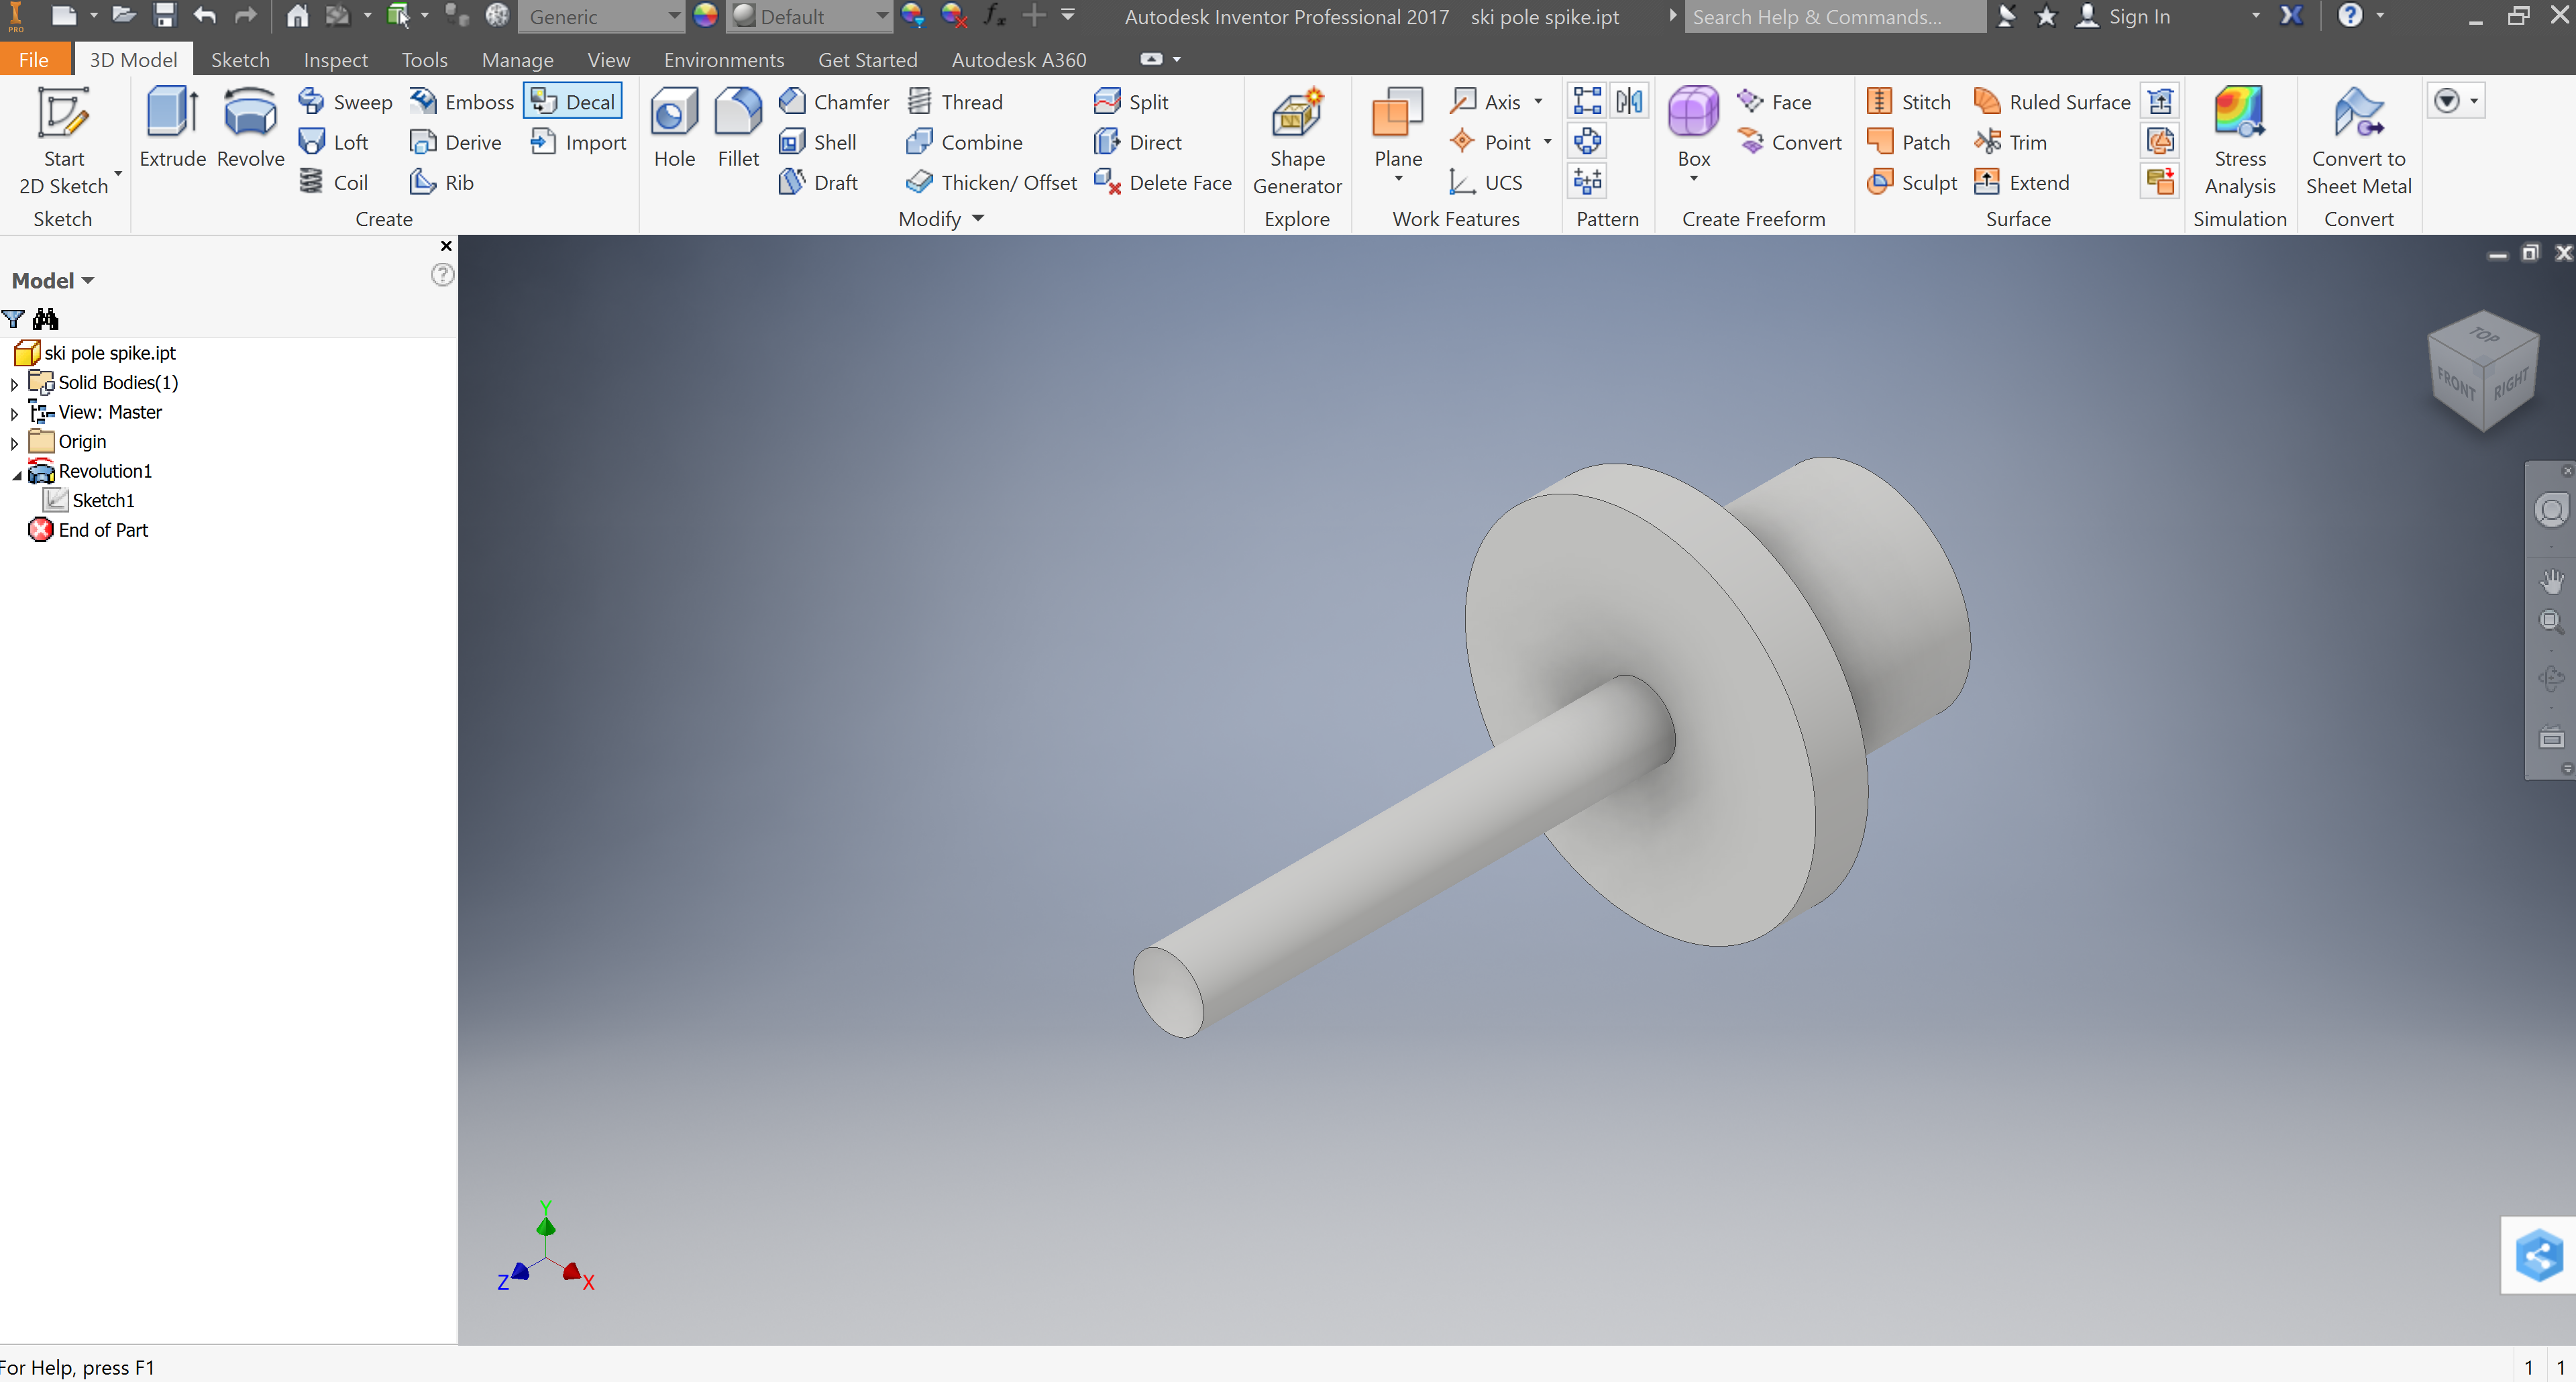 PRO
Generic
Default
fx
Autodesk Inventor Professional 2017 ski pole spike.ipt
Search Help & Commands...
Sign In
File 3D Model Sketch Inspect Tools Manage View Environments Get Started Autodesk A360
Start
2D Sketch
Sketch
Extrude
Revolve
Sweep
Loft
Coil
Emboss
Derive
Rib
Decal
Import
Create
Hole
Fillet
Chamfer
Shell
Draft
Thread
Combine
Thicken/ Offset
Split
Direct
Delete Face
Modify
Shape
Generator
Explore
Plane
Axis
Point
UCS
Work Features
Pattern
Box
Face
Convert
Create Freeform
Stitch
Patch
Sculpt
Ruled Surface
Trim
Extend
Surface
Stress
Analysis
Simulation
Convert to
Sheet Metal
Convert
Model
ski pole spike.ipt
Solid Bodies(1)
View: Master
Origin
Revolution1
Sketch1
End of Part
TOP
FRONT
RIGHT
Y
Z
X
For Help, press F1
1 1